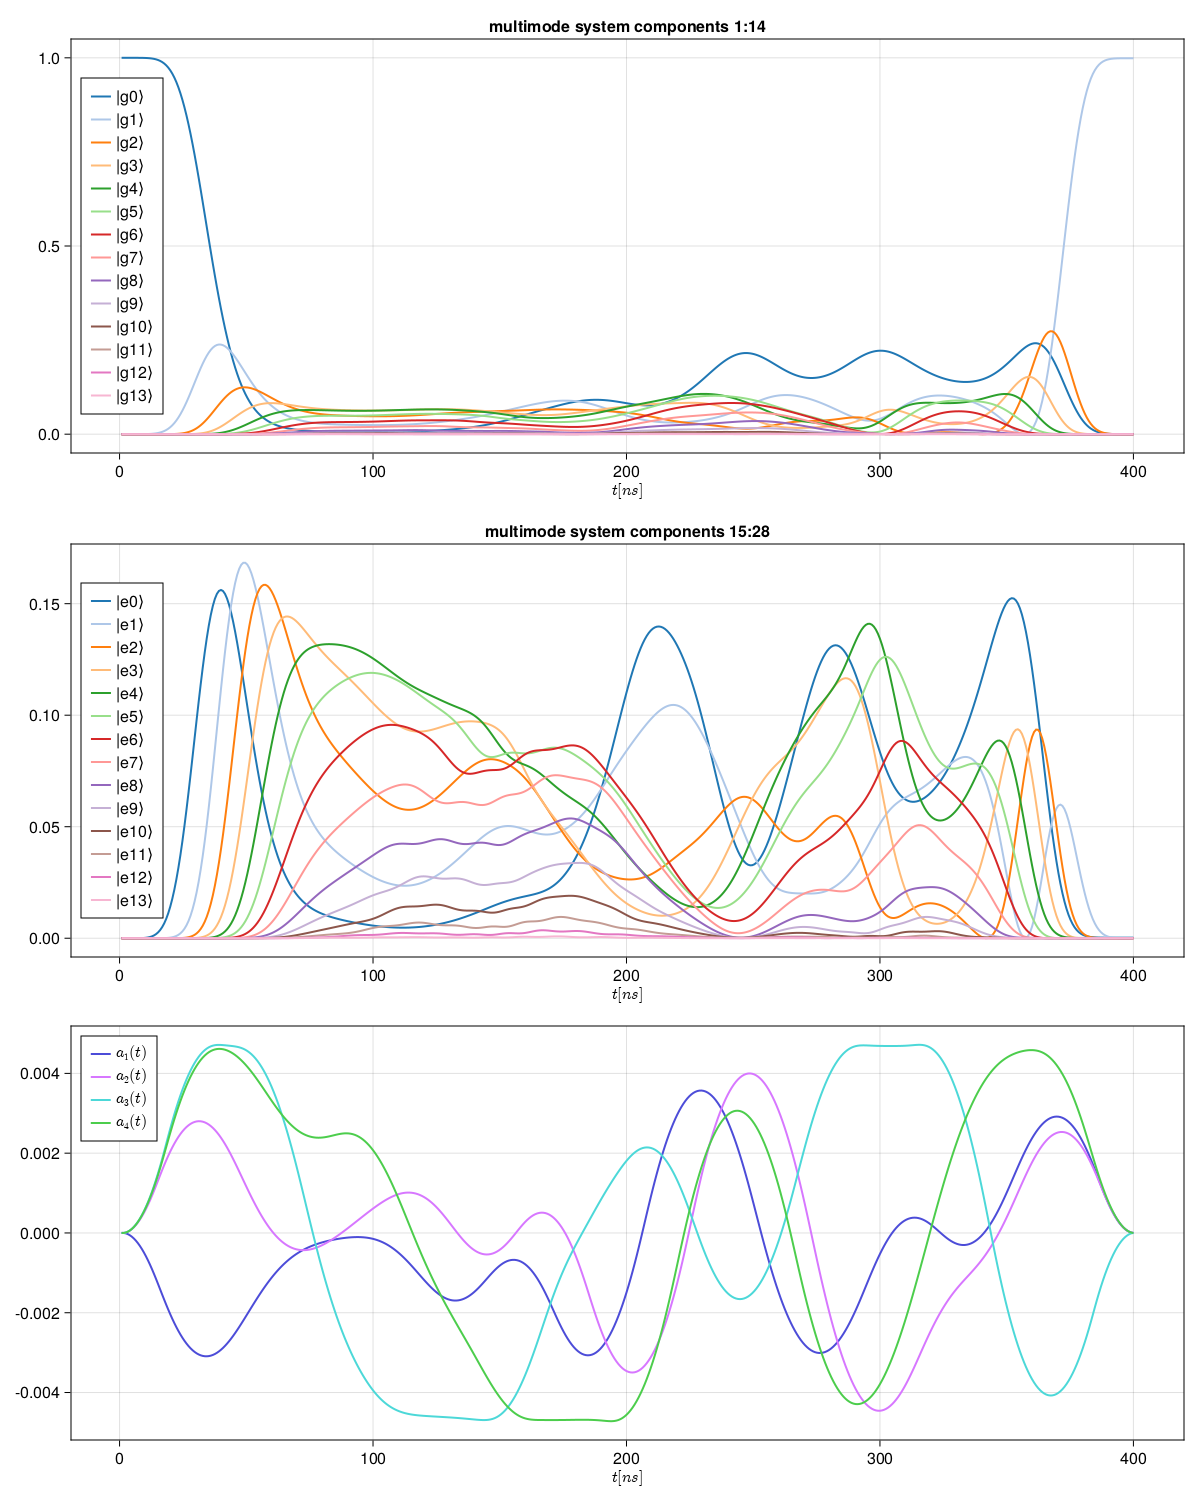 multimode system components 1:14
1.0
0.5
0.0
|g0⟩
|g1⟩
|g2⟩
|g3⟩
|g4⟩
|g5⟩
|g6⟩
|g7⟩
|g8⟩
|g9⟩
|g10⟩
|g11⟩
|g12⟩
|g13⟩
0 100 200 300 400
t[ns]
multimode system components 15:28
0.15
0.10
0.05
0.00
|e0⟩
|e1⟩
|e2⟩
|e3⟩
|e4⟩
|e5⟩
|e6⟩
|e7⟩
|e8⟩
|e9⟩
|e10⟩
|e11⟩
|e12⟩
|e13⟩
0 100 200 300 400
t[ns]
0.004
0.002
0.000
-0.002
-0.004
a₁(t)
a₂(t)
a₃(t)
a₄(t)
0 100 200 300 400
t[ns]